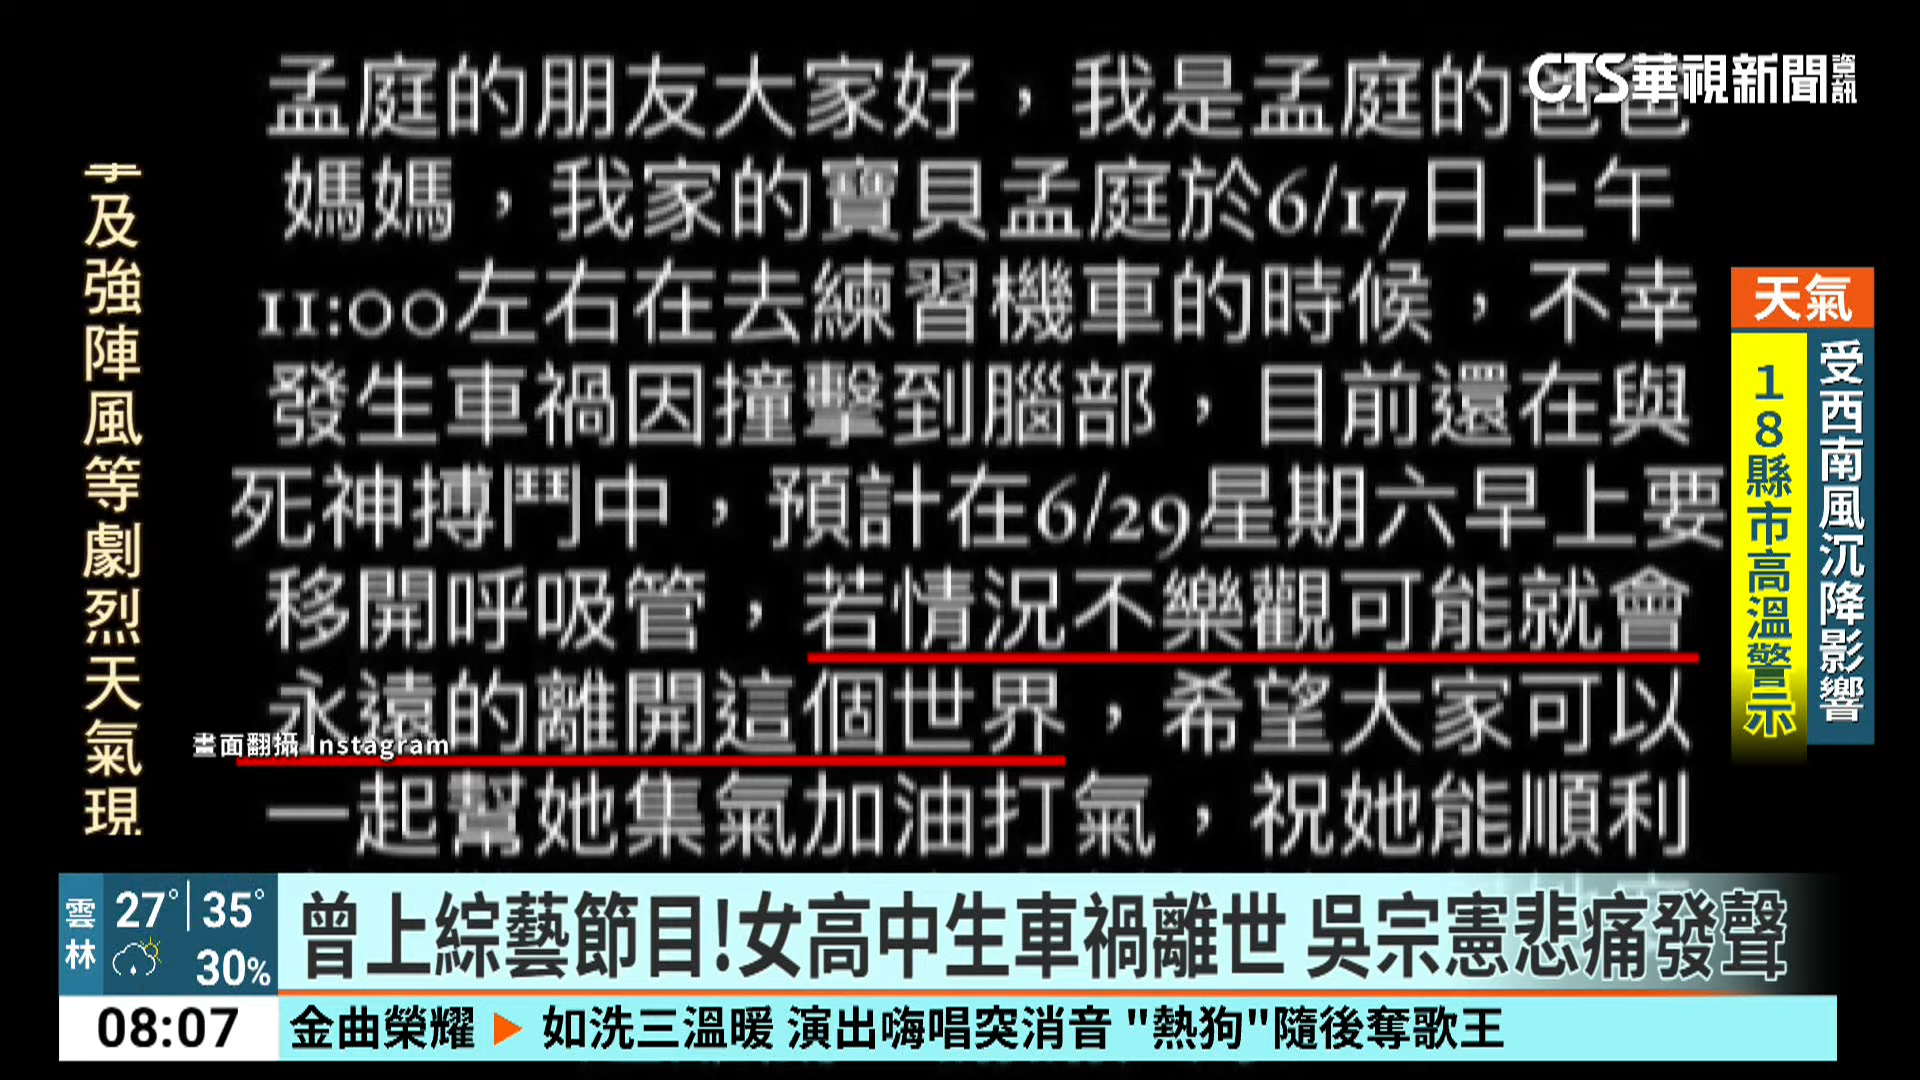 孟庭的朋友大家好，我是孟庭的爸爸
媽媽，我家的寶貝孟庭於6/17日上午
11:00左右在去練習機車的時候，不幸
發生車禍因撞擊到腦部，目前還在與
死神搏鬥中，預計在6/29星期六早上要
移開呼吸管，若情況不樂觀可能就會
永遠的離開這個世界，希望大家可以
一起幫她集氣加油打氣，祝她能順利
CTS華視新聞資訊
及強陣風等劇烈天氣現
天氣
受西南風沉降影響
18縣市高溫警示
畫面翻攝 Instagram
雲林
27° 35°
30%
曾上綜藝節目!女高中生車禍離世 吳宗憲悲痛發聲
08:07
金曲榮耀 ▶ 如洗三溫暖 演出嗨唱突消音 "熱狗"隨後奪歌王